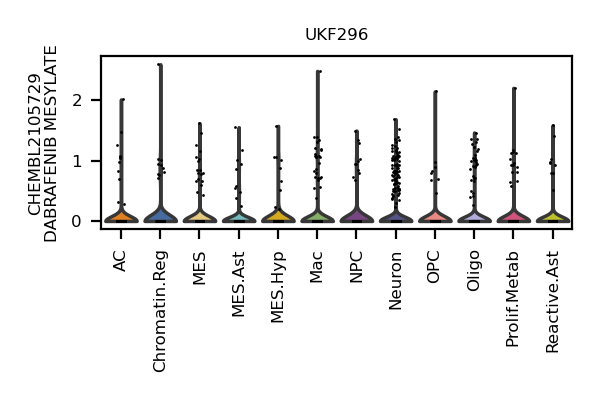 UKF296
CHEMBL2105729
DABRAFENIB MESYLATE
2
1
0
AC
Chromatin.Reg
MES
MES.Ast
MES.Hyp
Mac
NPC
Neuron
OPC
Oligo
Prolif.Metab
Reactive.Ast